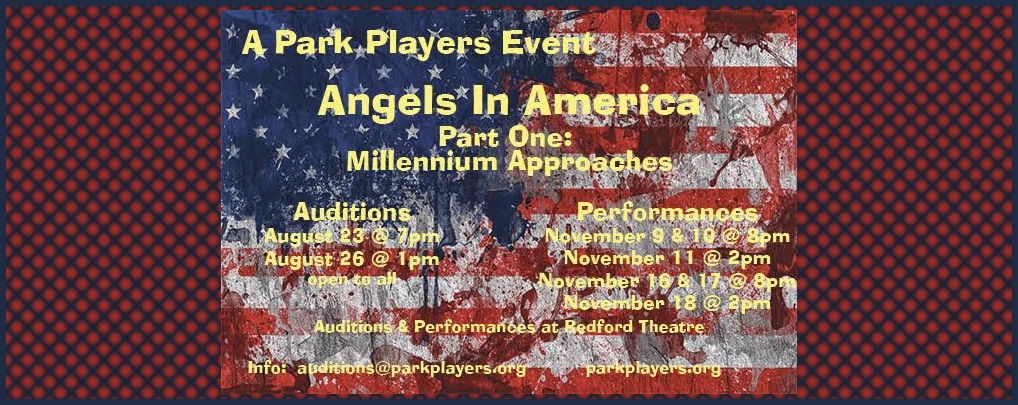 A Park Players Event
Angels In America
Part One:
Millennium Approaches
Auditions
August 23 @ 7pm
August 26 @ 1pm
open to all
Performances
November 9 & 10 @ 8pm
November 11 @ 2pm
November 16 & 17 @ 8pm
November 18 @ 2pm
Auditions & Performances at Redford Theatre
Info: auditions@parkplayers.org parkplayers.org